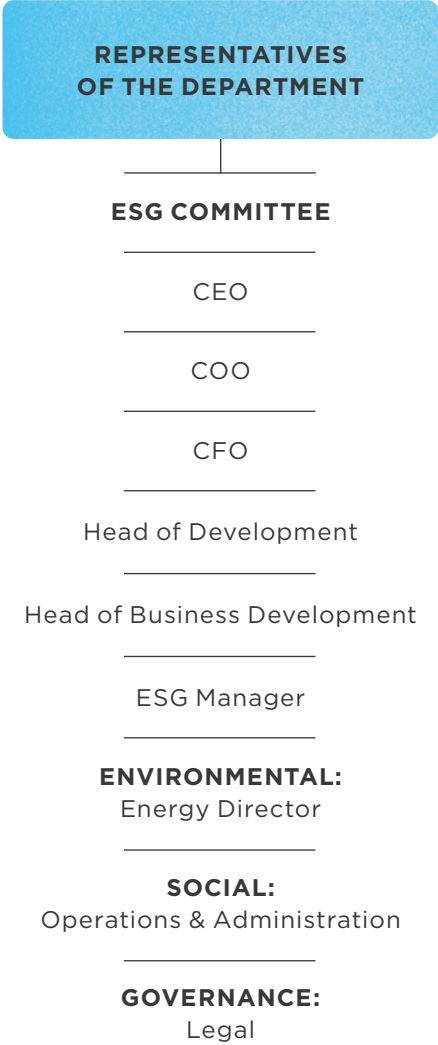 REPRESENTATIVES
OF THE DEPARTMENT
ESG COMMITTEE
CEO
COO
CFO
Head of Development
Head of Business Development
ESG Manager
ENVIRONMENTAL:
Energy Director
SOCIAL:
Operations & Administration
GOVERNANCE:
Legal